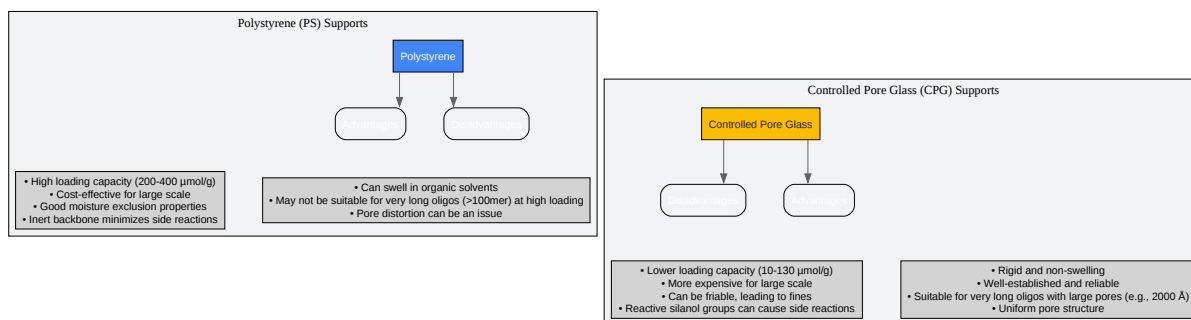 Polystyrene (PS) Supports
Polystyrene
Advantages
Disadvantages
• High loading capacity (200-400 µmol/g)
• Cost-effective for large scale
• Good moisture exclusion properties
• Inert backbone minimizes side reactions
• Can swell in organic solvents
• May not be suitable for very long oligos (>100mer) at high loading
• Pore distortion can be an issue
Controlled Pore Glass (CPG) Supports
Controlled Pore Glass
Disadvantages
Advantages
• Lower loading capacity (10-130 µmol/g)
• More expensive for large scale
• Can be friable, leading to fines
• Reactive silanol groups can cause side reactions
• Rigid and non-swelling
• Well-established and reliable
• Suitable for very long oligos with large pores (e.g., 2000 Å)
• Uniform pore structure